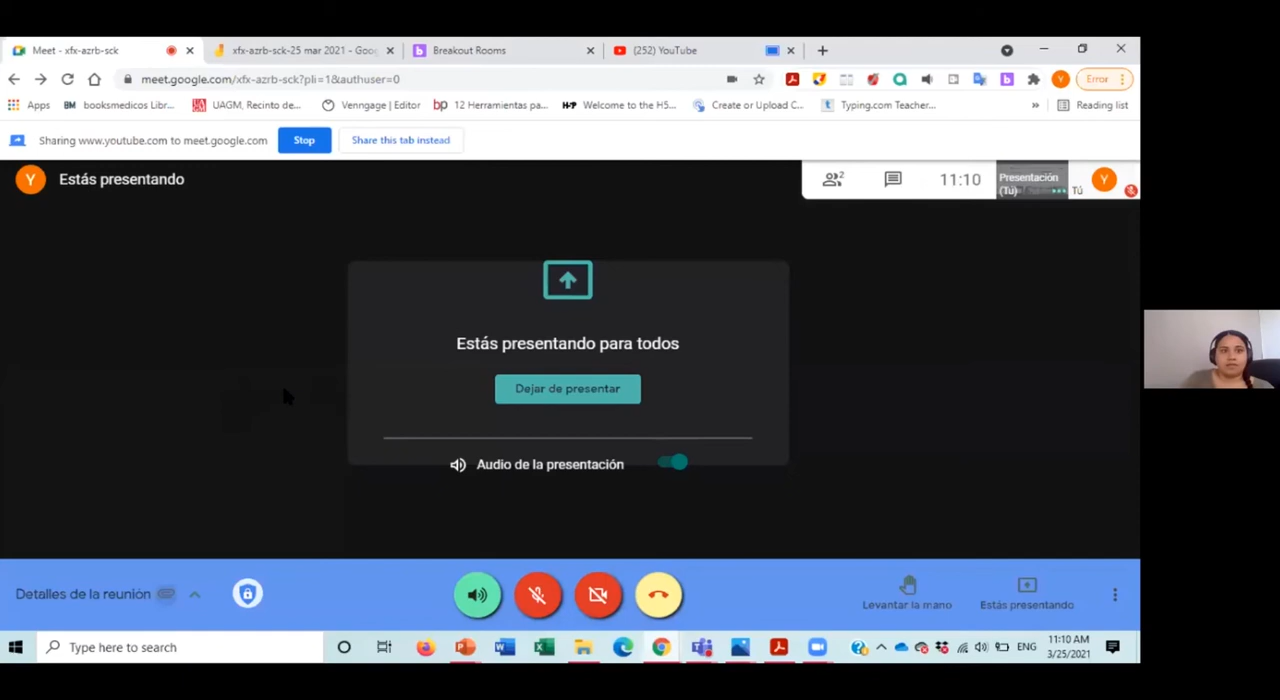 Meet - xfx-azrb-sck
xfx-azrb-sck-25 mar 2021 - Goog
Breakout Rooms
(252) YouTube
meet.google.com/xfx-azrb-sck?pli=1&authuser=0
Error
Apps
BM booksmedicos Libr...
UAGM, Recinto de...
Venngage | Editor
bp 12 Herramientas pa...
H-P Welcome to the H5...
Create or Upload C...
t Typing.com Teacher...
»
Reading list
Sharing www.youtube.com to meet.google.com
Stop
Share this tab instead
Y Estás presentando
2
11:10
Presentación
(Tú)
Tú
Y
Estás presentando para todos
Dejar de presentar
Audio de la presentación
Detalles de la reunión
Levantar la mano
Estás presentando
Type here to search
ENG
11:10 AM
3/25/2021